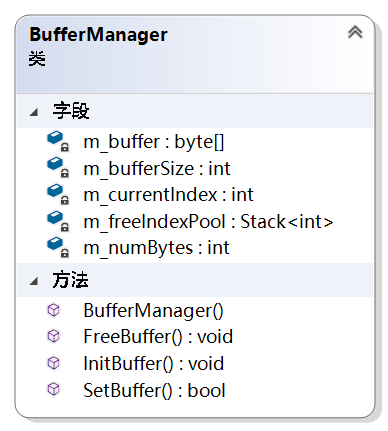 BufferManager
类
字段
m_buffer : byte[]
m_bufferSize : int
m_currentIndex : int
m_freeIndexPool : Stack<int>
m_numBytes : int
方法
BufferManager()
FreeBuffer() : void
InitBuffer() : void
SetBuffer() : bool